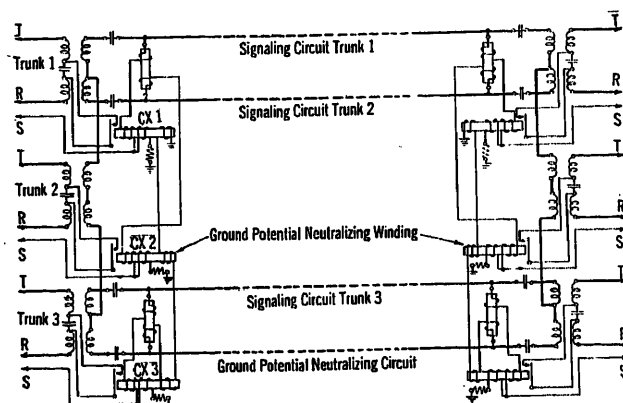 T
T
Signaling Circuit Trunk 1
Trunk 1
R
R
Signaling Circuit Trunk 2
S
S
CX 1
T
T
Trunk 2
R
R
Ground Potential Neutralizing Winding
S
CX 2
S
T
T
Signaling Circuit Trunk 3
Trunk 3
R
R
Ground Potential Neutralizing Circuit
S
CX 3
S